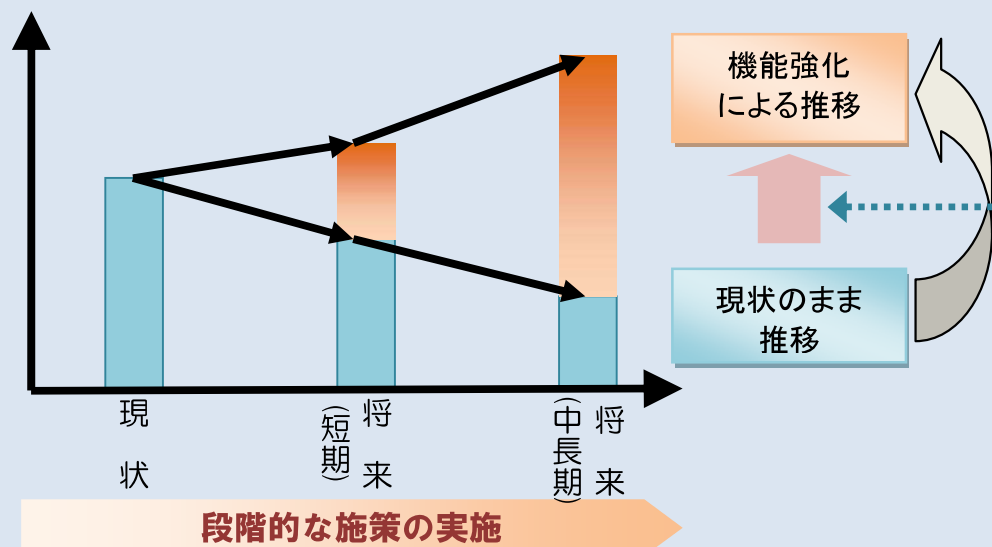 機能強化
による推移
現状のまま
推移
現状
将来
(短期)
将来
(中長期)
段階的な施策の実施